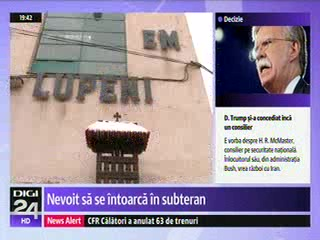 19:42
EM
LUPENI
Decizie
D. Trump și-a concediat încă
un consilier
E vorba despre H. R. McMaster,
consilier pe securitate națională.
Înlocuitorul său, din administrația
Bush, vrea război cu Iran.
DIGI
24
HD
Nevoit să se întoarcă în subteran
News Alert
CFR Călători a anulat 63 de trenuri